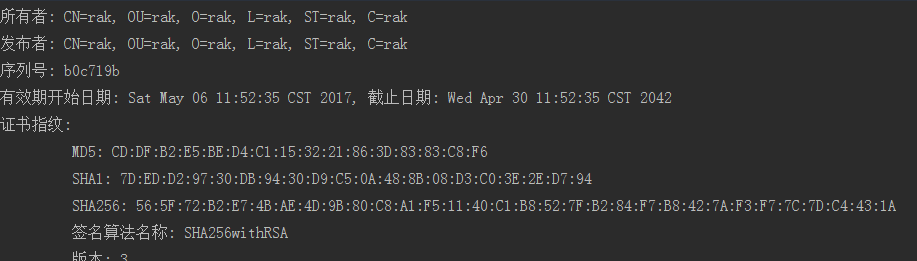 所有者: CN=rak, OU=rak, O=rak, L=rak, ST=rak, C=rak
发布者: CN=rak, OU=rak, O=rak, L=rak, ST=rak, C=rak
序列号: b0c719b
有效期开始日期: Sat May 06 11:52:35 CST 2017, 截止日期: Wed Apr 30 11:52:35 CST 2042
证书指纹:
MD5: CD:DF:B2:E5:BE:D4:C1:15:32:21:86:3D:83:83:C8:F6
SHA1: 7D:ED:D2:97:30:DB:94:30:D9:C5:0A:48:8B:08:D3:C0:3E:2E:D7:94
SHA256: 56:5F:72:B2:E7:4B:AE:4D:9B:80:C8:A1:F5:11:40:C1:B8:52:7F:B2:84:F7:B8:42:7A:F3:F7:7C:7D:C4:43:1A
签名算法名称: SHA256withRSA
版本: 3